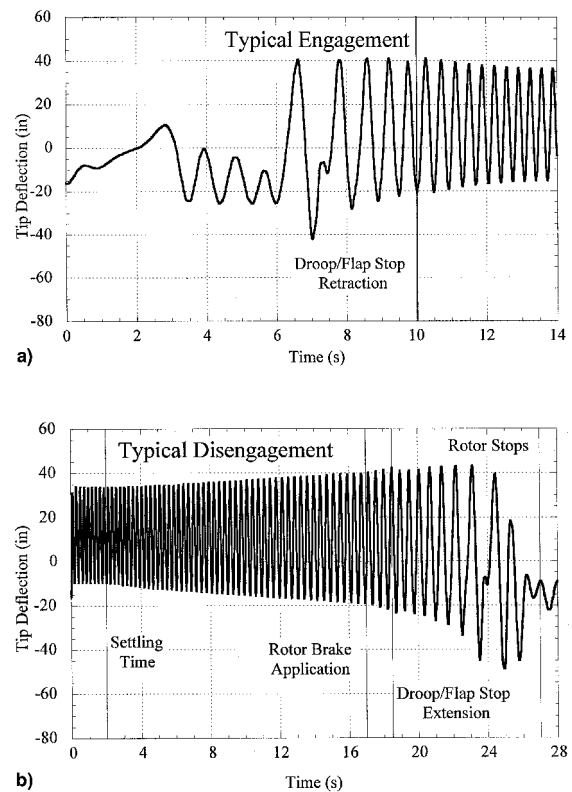 60
40
20
0
-20
-40
-60
-80
Tip Deflection (in)
Typical Engagement
Droop/Flap Stop
Retraction
0 2 4 6 8 10 12 14
Time (s)
a)
60
40
20
0
-20
-40
-60
-80
Tip Deflection (in)
Typical Disengagement
Rotor Stops
Settling
Time
Rotor Brake
Application
Droop/Flap Stop
Extension
0 4 8 12 16 20 24 28
Time (s)
b)